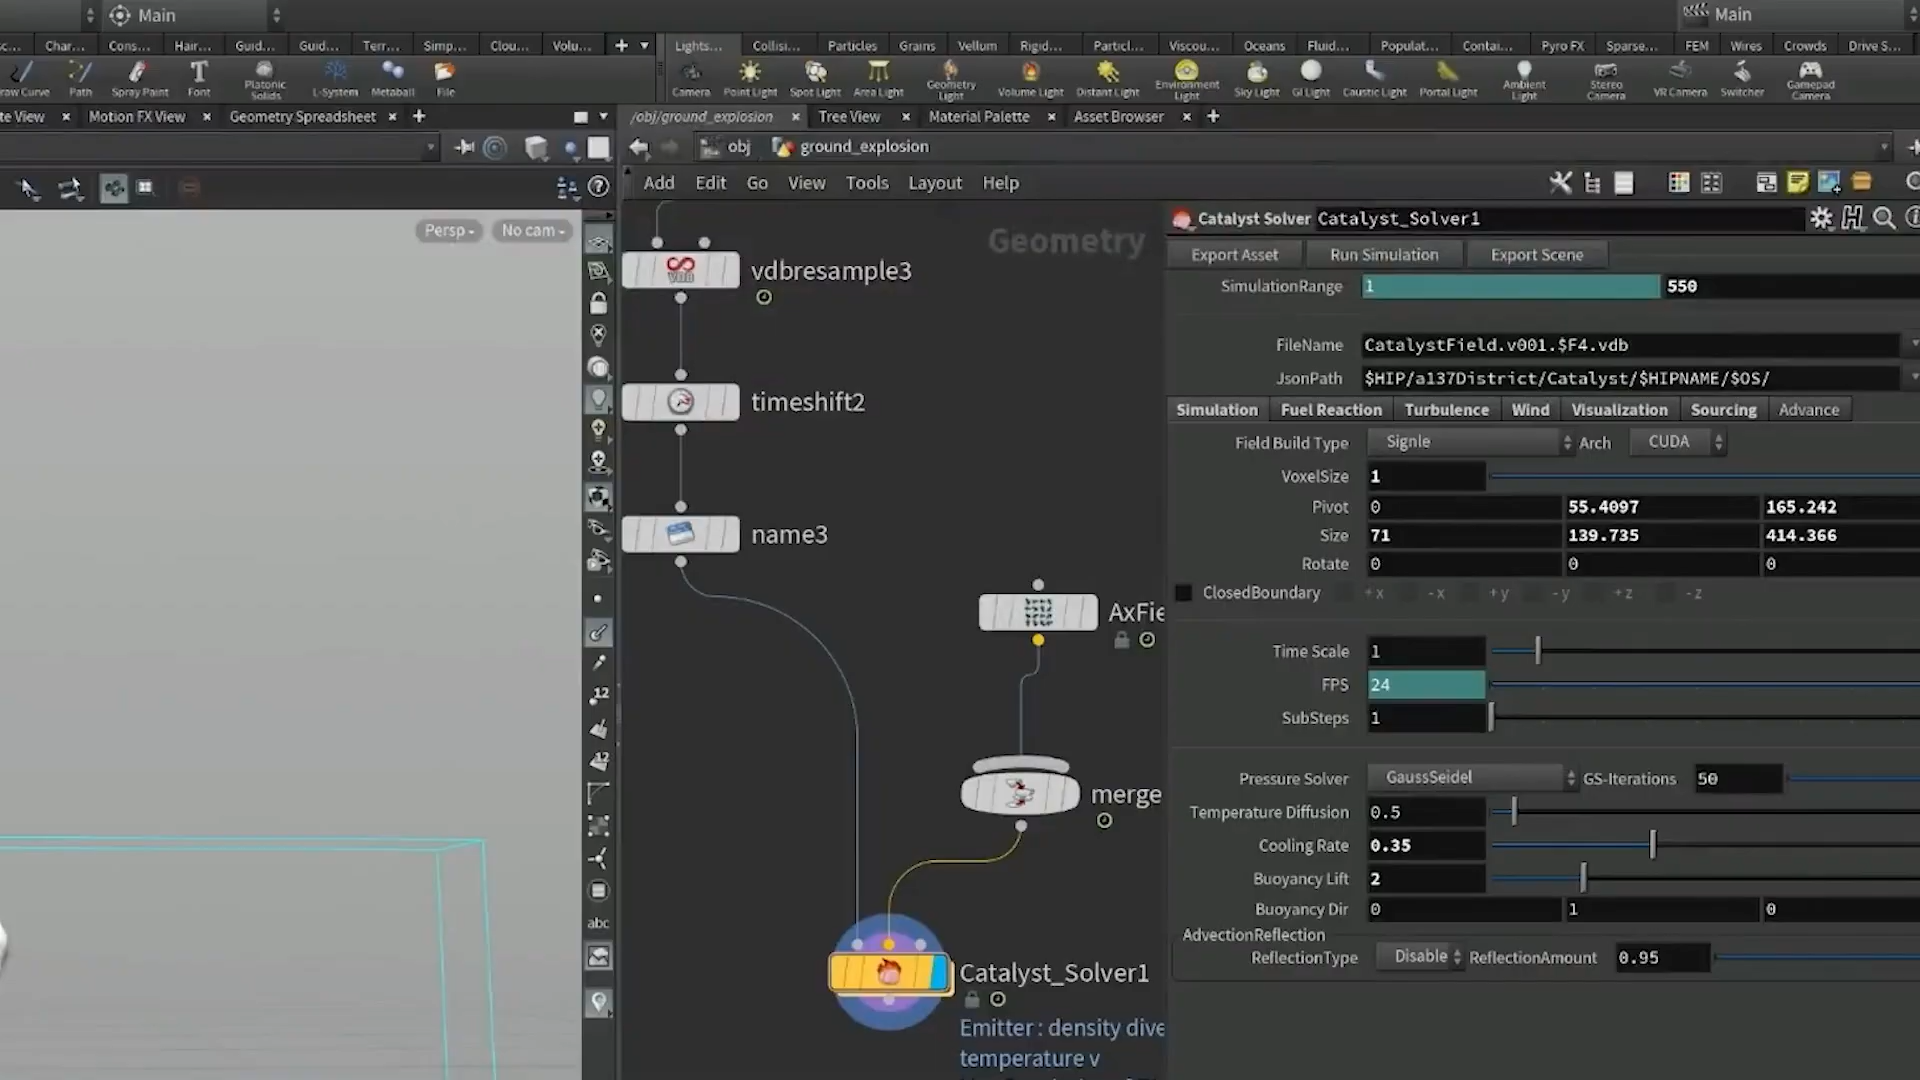 Main
Main
Char...
Cons...
Hair...
Guid...
Guid...
Terr...
Simp...
Clou...
Volu...
Lights...
Collisi...
Particles
Grains
Vellum
Rigid...
Particl...
Viscou...
Oceans
Fluid...
Populat...
Contai...
Pyro FX
Sparse...
FEM
Wires
Crowds
Drive S...
raw Curve
Path
Spray Paint
Font
Platonic Solids
L-System
Metaball
File
Camera
Point Light
Spot Light
Area Light
Geometry Light
Volume Light
Distant Light
Environment Light
Sky Light
GI Light
Caustic Light
Portal Light
Ambient Light
Stereo Camera
VR Camera
Switcher
Gamepad Camera
te View
Motion FX View
Geometry Spreadsheet
/obj/ground_explosion
Tree View
Material Palette
Asset Browser
obj
ground_explosion
Add Edit Go View Tools Layout Help
Persp
No cam
12
12
abc
Geometry
vdbresample3
timeshift2
name3
AxFie
merge
Catalyst_Solver1
Emitter : density dive
temperature v
Catalyst Solver Catalyst_Solver1
Export Asset Run Simulation Export Scene
SimulationRange 1 550
FileName CatalystField.v001.$F4.vdb
JsonPath $HIP/a137District/Catalyst/$HIPNAME/$OS/
Simulation Fuel Reaction Turbulence Wind Visualization Sourcing Advance
Field Build Type Signle Arch CUDA
VoxelSize 1
Pivot 0 55.4097 165.242
Size 71 139.735 414.366
Rotate 0 0 0
ClosedBoundary +x -x +y -y +z -z
Time Scale 1
FPS 24
SubSteps 1
Pressure Solver GaussSeidel GS-Iterations 50
Temperature Diffusion 0.5
Cooling Rate 0.35
Buoyancy Lift 2
Buoyancy Dir 0 1 0
AdvectionReflection
ReflectionType Disable ReflectionAmount 0.95